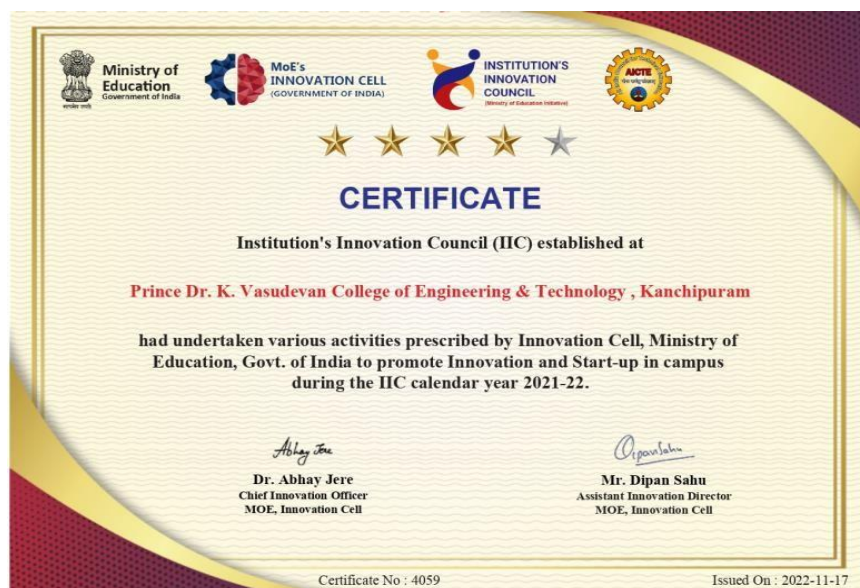 Ministry of
Education
Government of India
MoE's
INNOVATION CELL
(GOVERNMENT OF INDIA)
INSTITUTION'S
INNOVATION
COUNCIL
(Ministry of Education Initiative)
AICTE
CERTIFICATE
Institution's Innovation Council (IIC) established at
Prince Dr. K. Vasudevan College of Engineering & Technology , Kanchipuram
had undertaken various activities prescribed by Innovation Cell, Ministry of
Education, Govt. of India to promote Innovation and Start-up in campus
during the IIC calendar year 2021-22.
Abhay Jere
Dipan Sahu
Dr. Abhay Jere
Chief Innovation Officer
MOE, Innovation Cell
Mr. Dipan Sahu
Assistant Innovation Director
MOE, Innovation Cell
Certificate No : 4059
Issued On : 2022-11-17